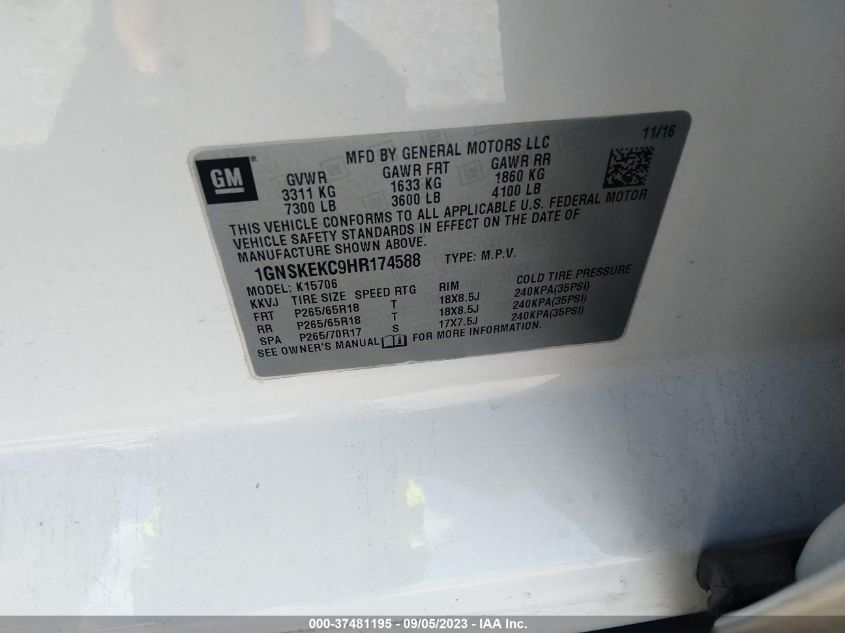 11/16
MFD BY GENERAL MOTORS LLC
GM
GVWR GAWR FRT GAWR RR
3311 KG 1633 KG 1860 KG
7300 LB 3600 LB 4100 LB
THIS VEHICLE CONFORMS TO ALL APPLICABLE U.S. FEDERAL MOTOR
VEHICLE SAFETY STANDARDS IN EFFECT ON THE DATE OF
MANUFACTURE SHOWN ABOVE.
1GNSKEKC9HR174588 TYPE: M.P.V.
MODEL: K15706
KKVJ TIRE SIZE SPEED RTG RIM COLD TIRE PRESSURE
FRT P265/65R18 T 18X8.5J 240KPA(35PSI)
RR P265/65R18 T 18X8.5J 240KPA(35PSI)
SPA P265/70R17 S 17X7.5J 240KPA(35PSI)
SEE OWNER'S MANUAL FOR MORE INFORMATION.
000-37481195 - 09/05/2023 - IAA Inc.